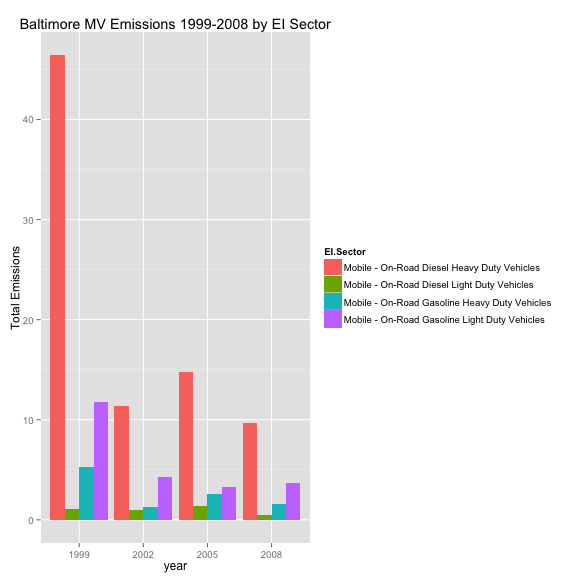 Baltimore MV Emissions 1999-2008 by EI Sector
Total Emissions
40
30
20
10
0
1999 2002 2005 2008
year
EI.Sector
Mobile - On-Road Diesel Heavy Duty Vehicles
Mobile - On-Road Diesel Light Duty Vehicles
Mobile - On-Road Gasoline Heavy Duty Vehicles
Mobile - On-Road Gasoline Light Duty Vehicles